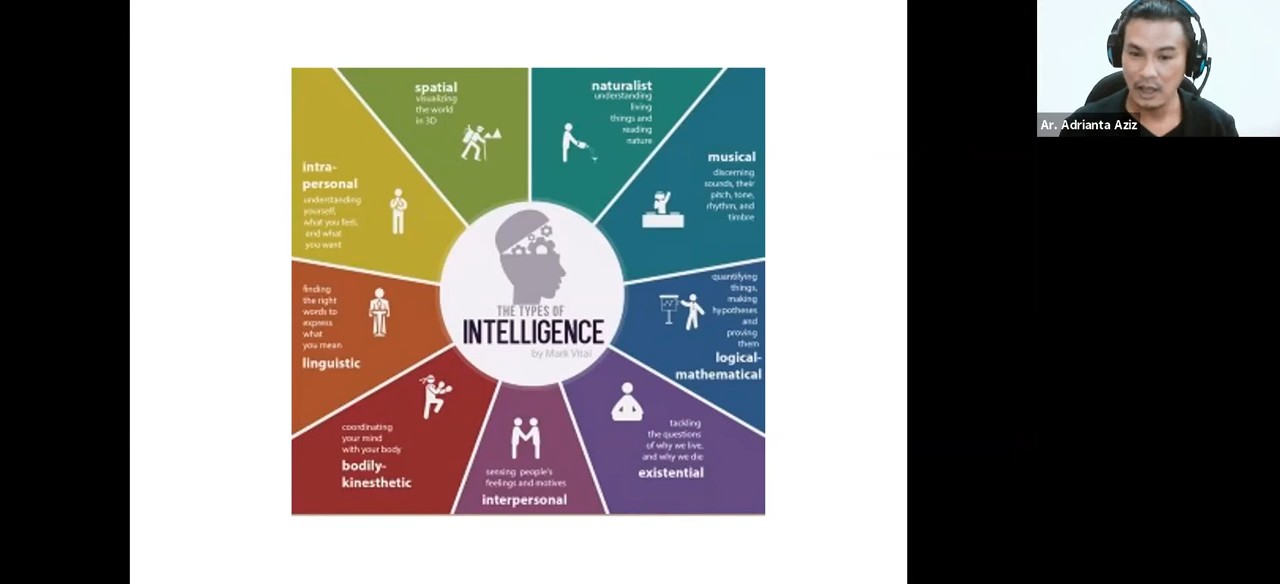 spatial
visualizing
the world
in 3D
naturalist
understanding
living
things and
reading
nature
musical
discerning
sounds, their
pitch, tone,
rhythm, and
timbre
intra-
personal
understanding
yourself,
what you feel,
and what
you want
quantifying
things,
making
hypotheses
and
proving
them
logical-
mathematical
finding
the right
words to
express
what
you mean
linguistic
THE TYPES OF
INTELLIGENCE
by Mark Vital
coordinating
your mind
with your body
bodily-
kinesthetic
sensing people's
feelings and motives
interpersonal
tackling
the questions
of why we live,
and why we die
existential
Ar. Adrianta Aziz